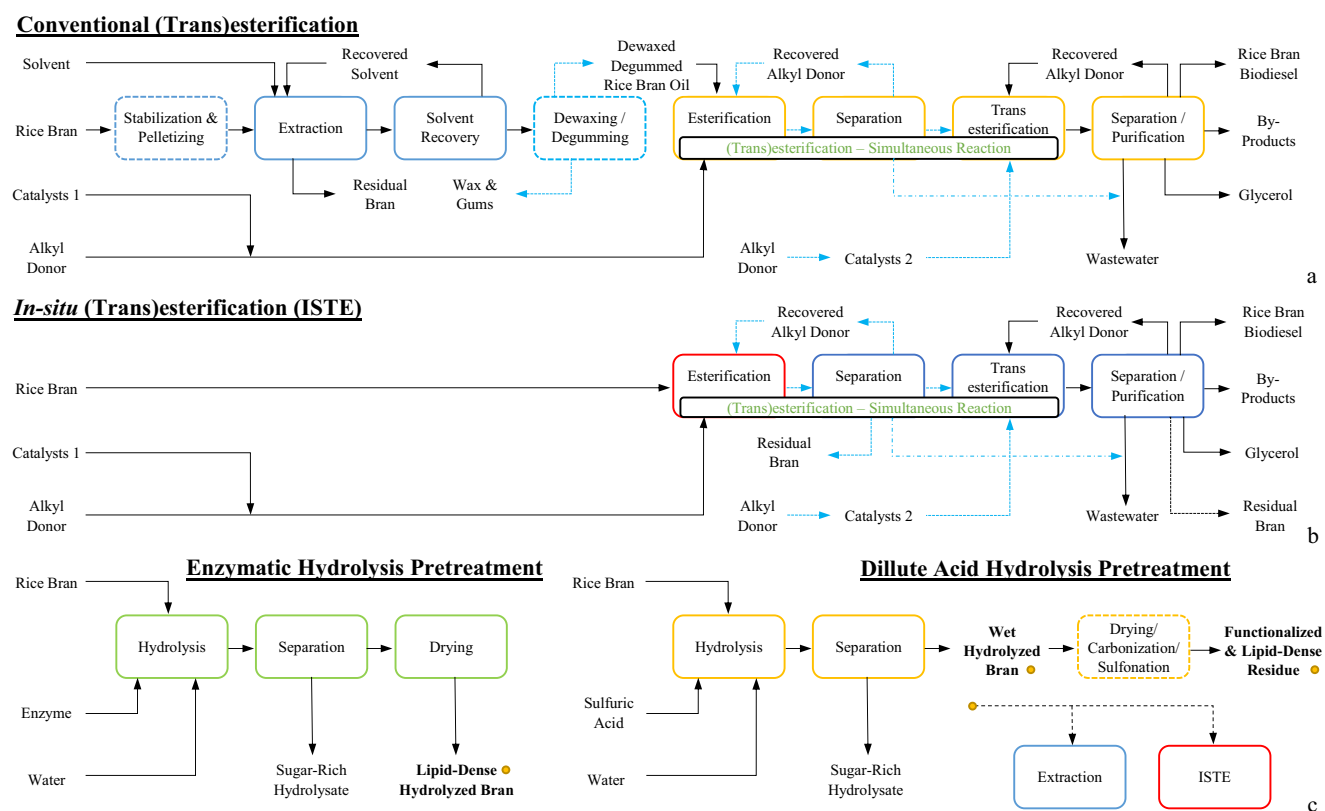 Conventional (Trans)esterification
Solvent
Recovered
Solvent
Dewaxed
Degummed
Rice Bran Oil
Recovered
Alkyl Donor
Recovered
Alkyl Donor
Rice Bran
Biodiesel
Rice Bran
Stabilization &
Pelletizing
Extraction
Solvent
Recovery
Dewaxing /
Degumming
Esterification
Separation
Trans
esterification
Separation /
Purification
By-
Products
(Trans)esterification – Simultaneous Reaction
Catalysts 1
Residual
Bran
Wax &
Gums
Glycerol
Alkyl
Donor
Alkyl
Donor
Catalysts 2
Wastewater
a
In-situ (Trans)esterification (ISTE)
Recovered
Alkyl Donor
Recovered
Alkyl Donor
Rice Bran
Biodiesel
Rice Bran
Esterification
Separation
Trans
esterification
Separation /
Purification
By-
Products
(Trans)esterification – Simultaneous Reaction
Catalysts 1
Residual
Bran
Glycerol
Alkyl
Donor
Alkyl
Donor
Catalysts 2
Wastewater
Residual
Bran
b
Enzymatic Hydrolysis Pretreatment
Rice Bran
Hydrolysis
Separation
Drying
Enzyme
Water
Sugar-Rich
Hydrolysate
Lipid-Dense
Hydrolyzed Bran
Dillute Acid Hydrolysis Pretreatment
Rice Bran
Hydrolysis
Separation
Wet
Hydrolyzed
Bran
Drying/
Carbonization/
Sulfonation
Functionalized
& Lipid-Dense
Residue
Sulfuric
Acid
Water
Sugar-Rich
Hydrolysate
Extraction
ISTE
c